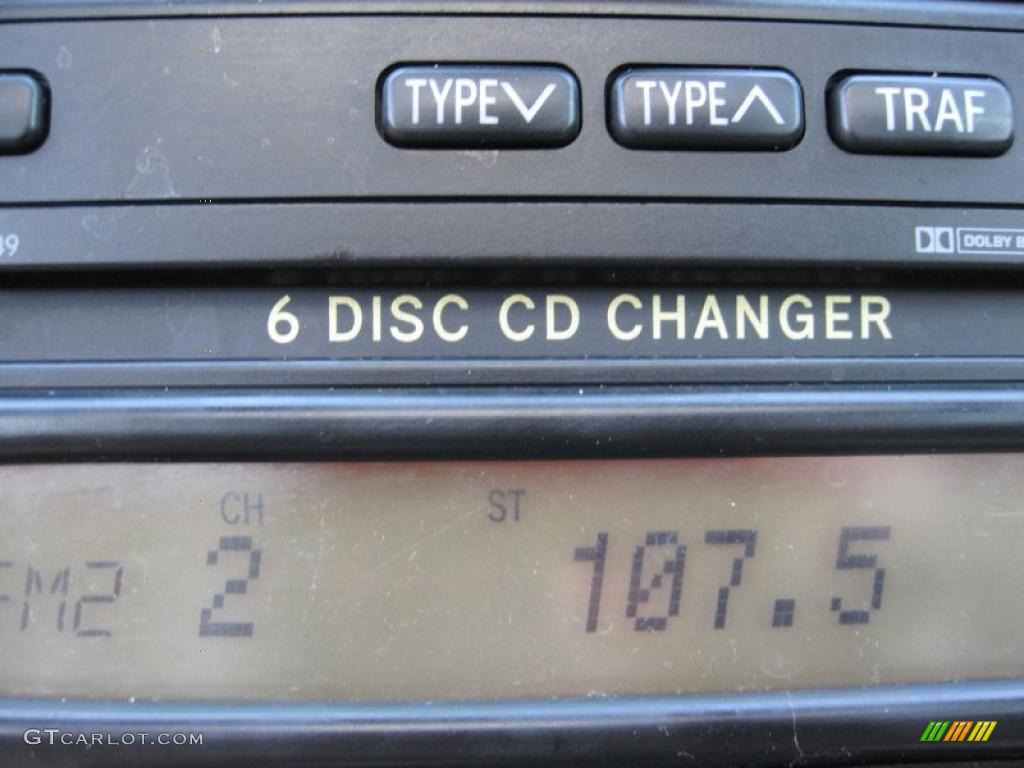 TYPE TYPE TRAF
DOLBY B
6 DISC CD CHANGER
CH ST
FM2 2 107.5
GTCARLOT.COM